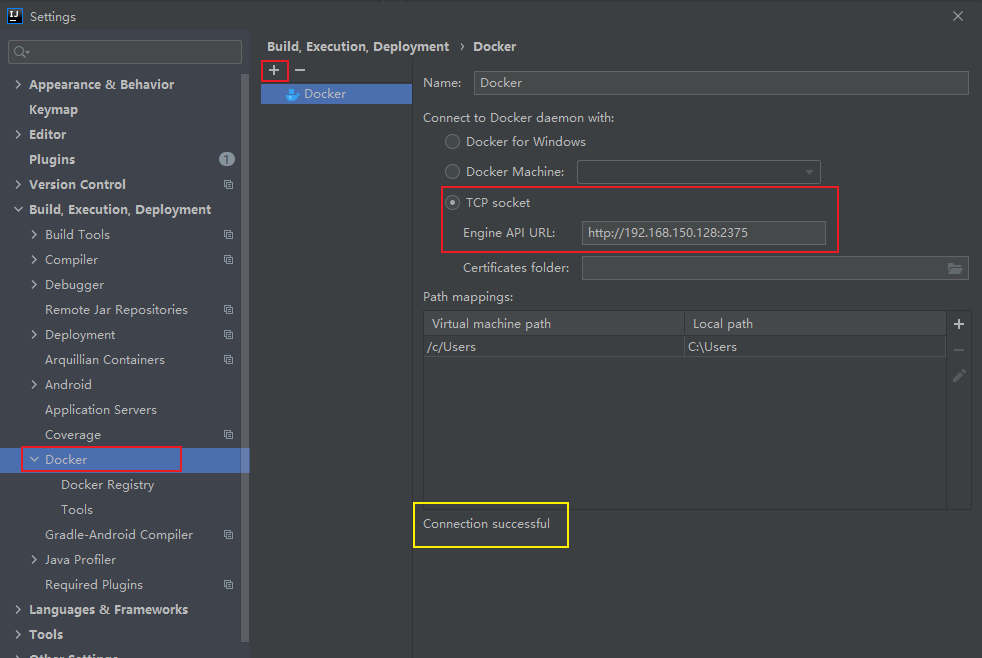 Settings
Build, Execution, Deployment › Docker
Appearance & Behavior
Keymap
Editor
Plugins 1
Version Control
Build, Execution, Deployment
Build Tools
Compiler
Debugger
Remote Jar Repositories
Deployment
Arquillian Containers
Android
Application Servers
Coverage
Docker
Docker Registry
Tools
Gradle-Android Compiler
Java Profiler
Required Plugins
Languages & Frameworks
Tools
Other Settings
Docker
Name: Docker
Connect to Docker daemon with:
Docker for Windows
Docker Machine:
TCP socket
Engine API URL: http://192.168.150.128:2375
Certificates folder:
Path mappings:
Virtual machine path Local path
/c/Users C:\Users
Connection successful